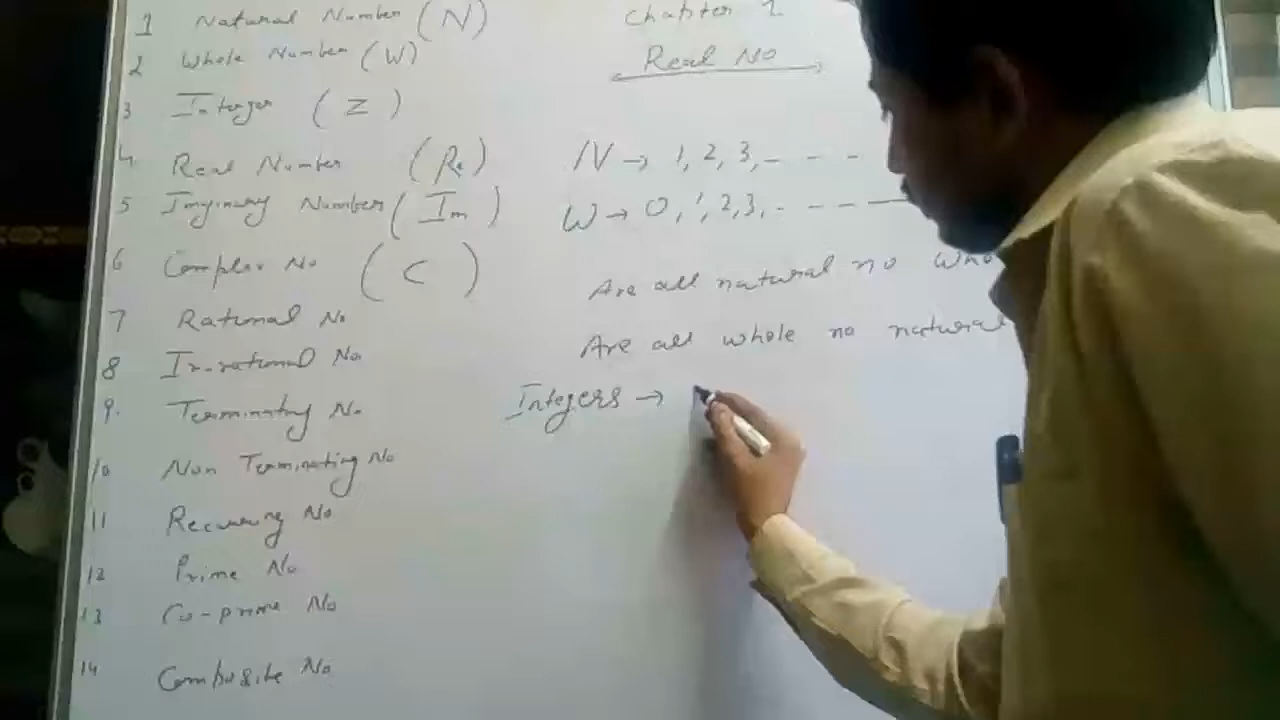 1 Natural Number (N)
2 Whole Number (W)
3 Interger (Z)
4 Real Number (Re)
5 Imginary Number (Im)
6 Complex No (C)
7 Rational No
8 Ir-rational No
9. Terminating No
10 Non Terminating No
11 Recurring No
12 Prime No
13 Co-prime No
14 Composite No
Chapter 1
Real No
N → 1, 2, 3, - - - -
W → 0, 1, 2, 3, - - - —
Are all natural no
Are all whole no natural
Integers →